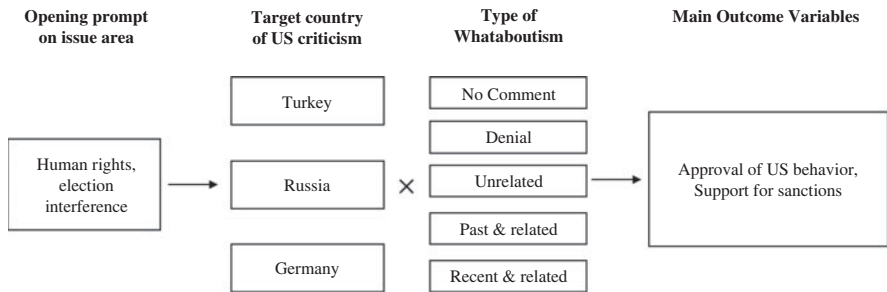 Opening prompt
on issue area
Target country
of US criticism
Type of
Whataboutism
Main Outcome Variables
Human rights,
election
interference
Turkey
Russia
Germany
×
No Comment
Denial
Unrelated
Past & related
Recent & related
Approval of US behavior,
Support for sanctions